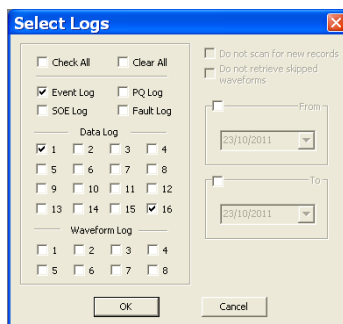 Select Logs
Check All Clear All
Event Log PQ Log
SOE Log Fault Log
Data Log
1 2 3 4
5 6 7 8
9 10 11 12
13 14 15 16
Waveform Log
1 2 3 4
5 6 7 8
Do not scan for new records
Do not retrieve skipped
waveforms
From
23/10/2011
To
23/10/2011
OK Cancel